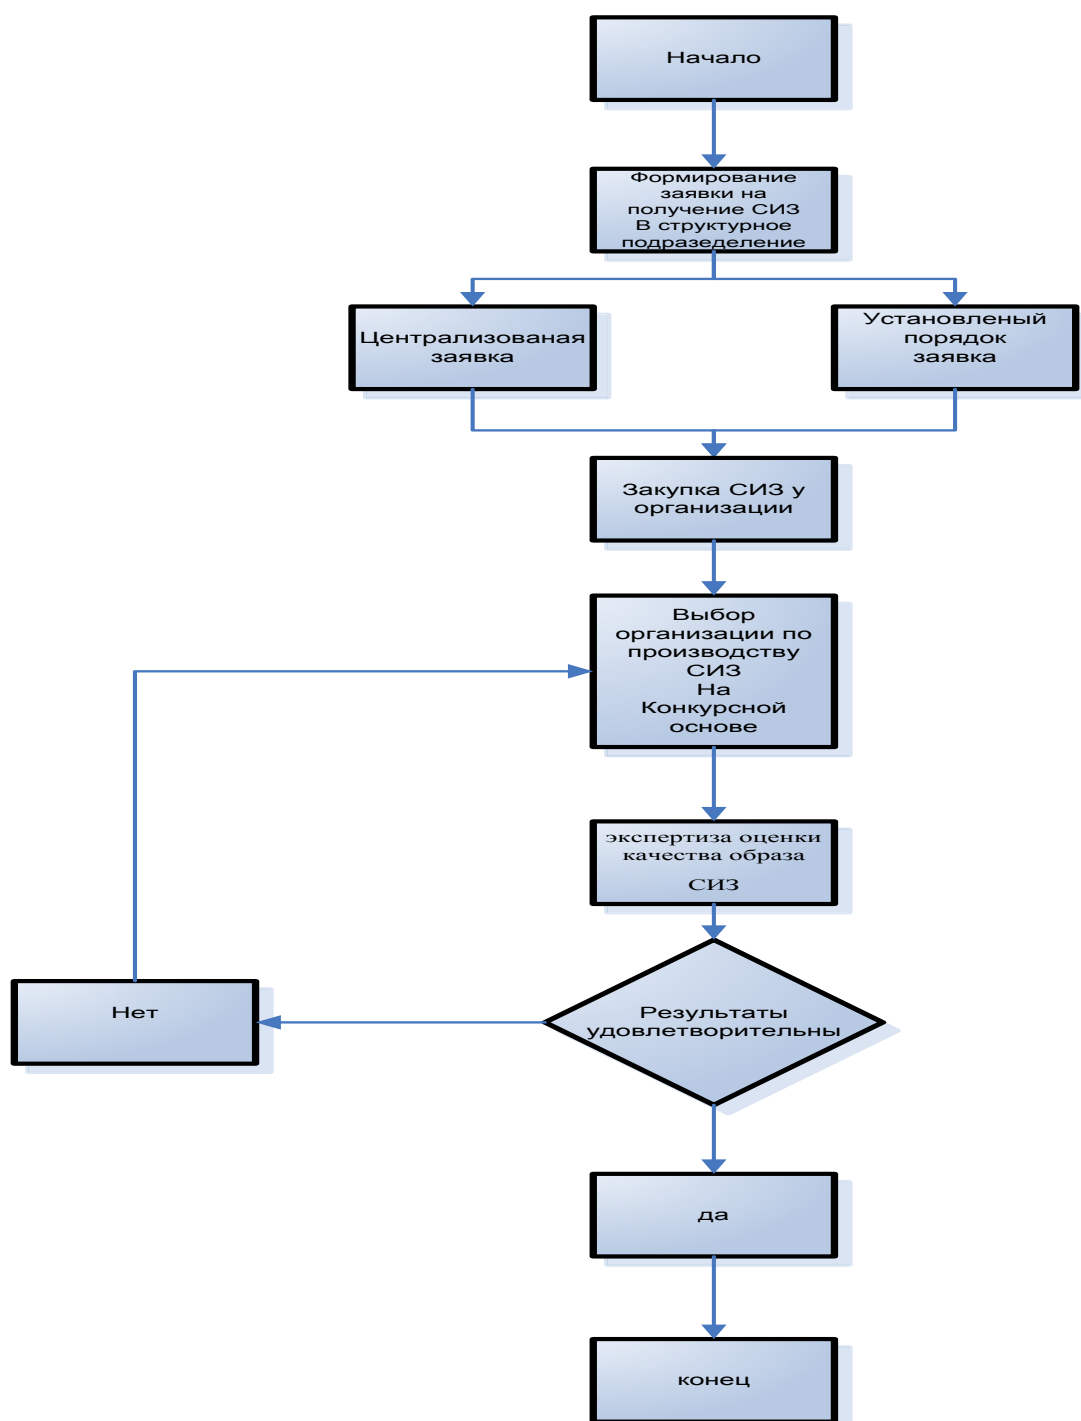 Начало
Формирование
заявки на
получение СИЗ
В структурное
подразеделение
Централизованая
заявка
Установленый
порядок
заявка
Закупка СИЗ у
организации
Выбор
организации по
производству
СИЗ
На
Конкурсной
основе
экспертиза оценки
качества образа
СИЗ
Результаты
удовлетворительны
Нет
да
конец